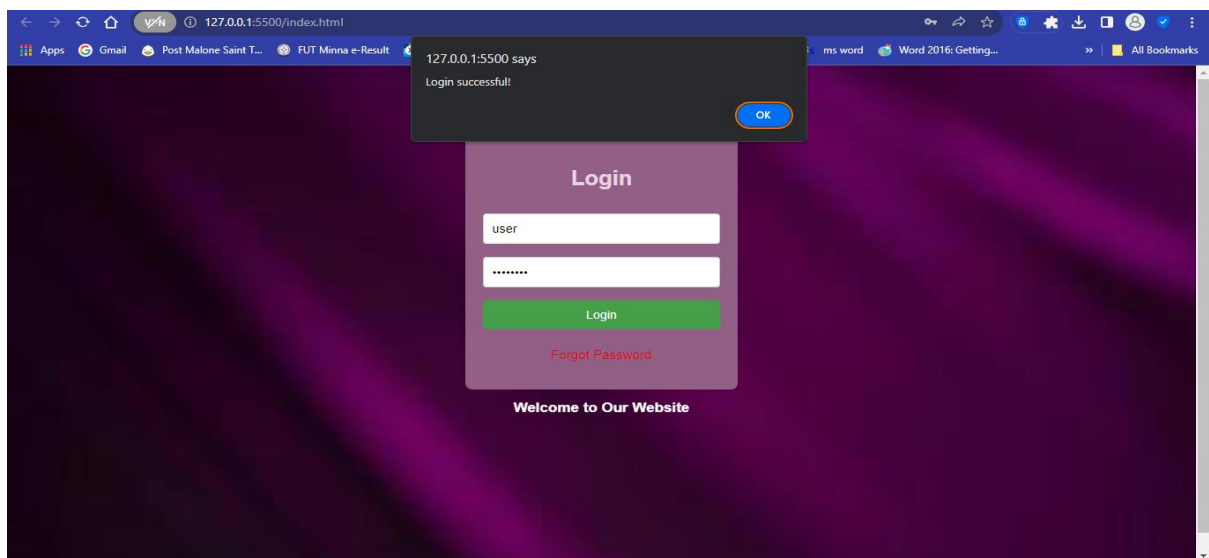 V/N 127.0.0.1:5500/index.html
Apps Gmail Post Malone Saint T... FUT Minna e-Result ms word Word 2016: Getting... » All Bookmarks
127.0.0.1:5500 says
Login successful!
OK
Login
user
••••••••
Login
Forgot Password
Welcome to Our Website